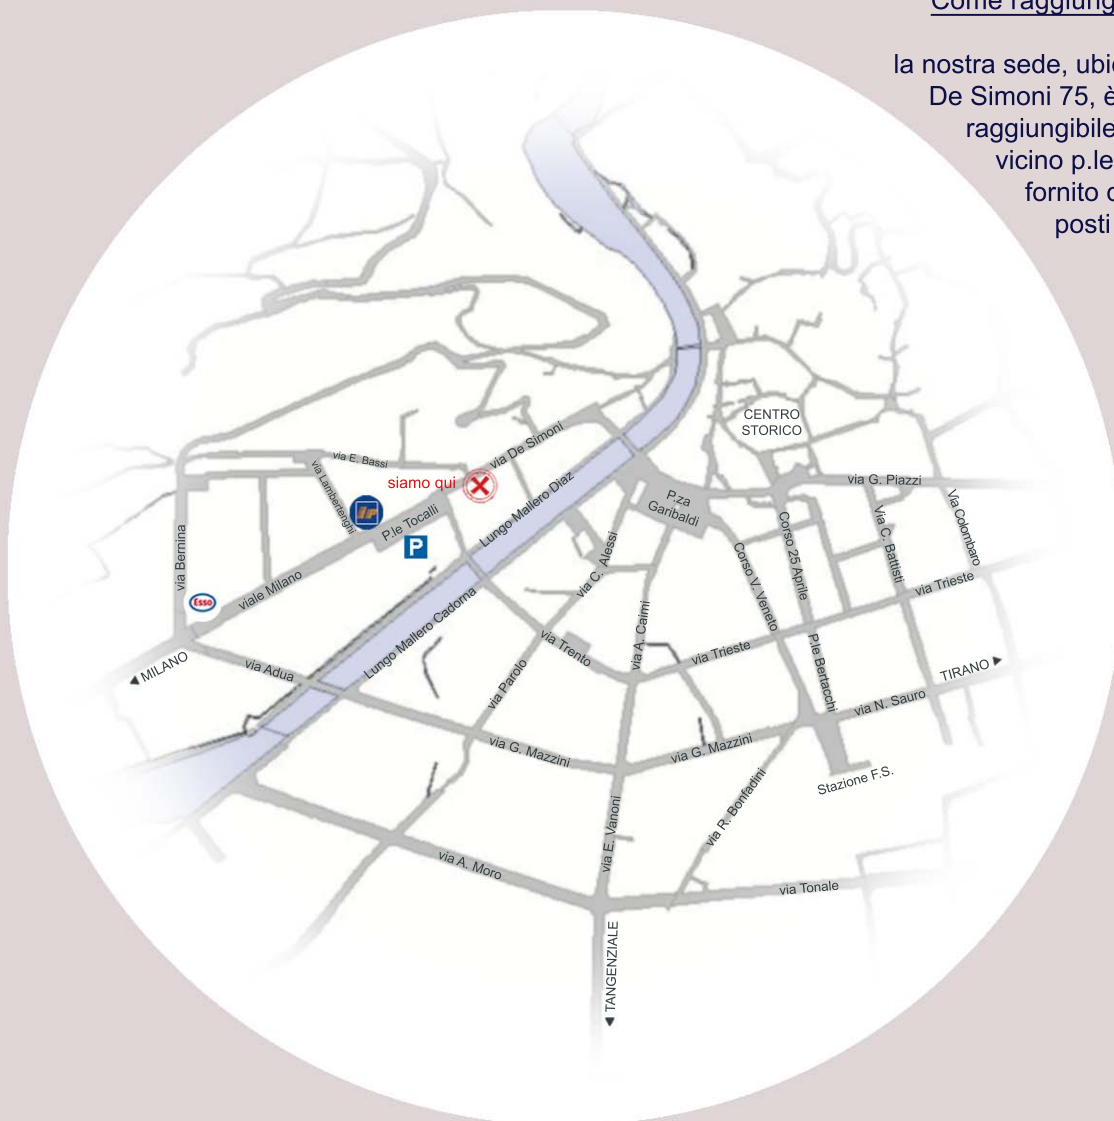 Come raggiung
la nostra sede, ubic
De Simoni 75, è
raggiungibile
vicino p.le
fornito d
posti
CENTRO
STORICO
via De Simoni
via E. Bassi
siamo qui
via Lambertenghi
IP
P.le Tocalli
P
Lungo Mallero Diaz
P.za
Garibaldi
via G. Piazzi
Via Colombaro
Via C. Battisti
Corso 25 Aprile
via Bernina
viale Milano
Esso
via C. Alessi
Corso V. Veneto
via Trieste
Lungo Mallero Cadorna
via A. Caimi
via Trento
via Trieste
MILANO
via Adua
via Parolo
P.le Bertacchi
TIRANO
via N. Sauro
via G. Mazzini
via G. Mazzini
Stazione F.S.
via R. Bonfadini
via E. Vanoni
via A. Moro
via Tonale
TANGENZIALE